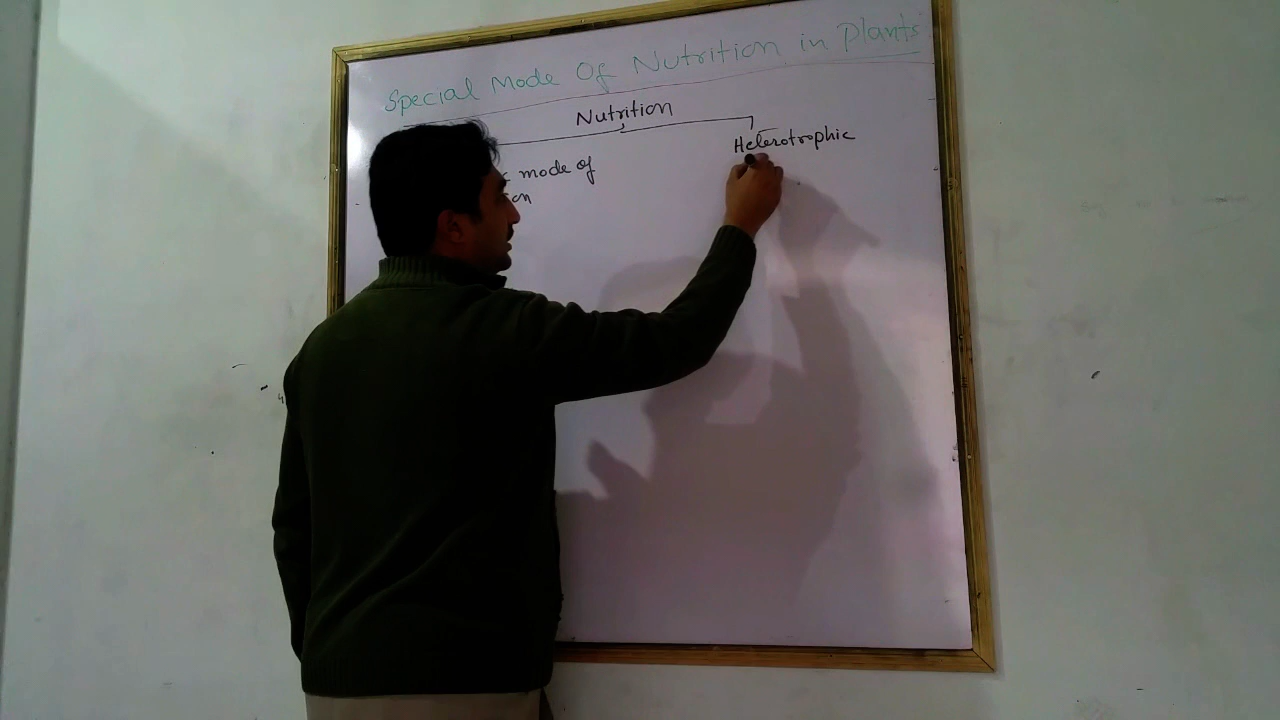 Special Mode Of Nutrition in Plants
Nutrition
Heterotrophic
mode of